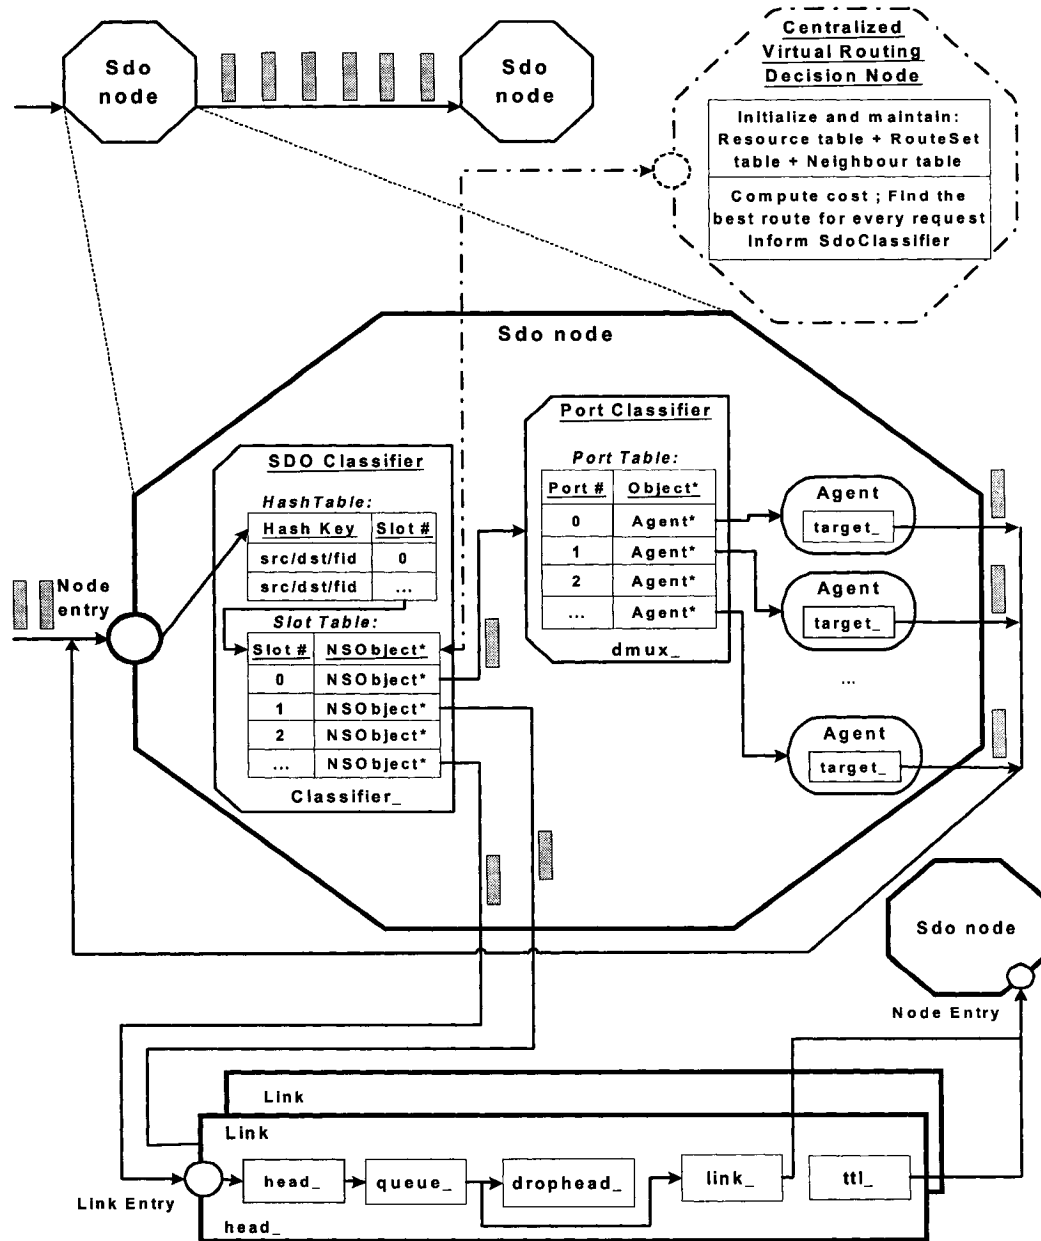 Sdo
node
Sdo
node
Centralized
Virtual Routing
Decision Node
Initialize and maintain:
Resource table + RouteSet
table + Neighbour table
Compute cost ; Find the
best route for every request
Inform SdoClassifier
Sdo node
SDO Classifier
HashTable:
Hash Key Slot #
src/dst/fid 0
src/dst/fid ...
Slot Table:
Slot # NSObject*
0 NSObject*
1 NSObject*
2 NSObject*
... NSObject*
Classifier_
Port Classifier
Port Table:
Port # Object*
0 Agent*
1 Agent*
2 Agent*
... Agent*
dmux_
Agent
target_
Agent
target_
...
Agent
target_
Node
entry
Sdo node
Node Entry
Link
Link
head_
queue_
drophead_
link_
ttl_
Link Entry
head_